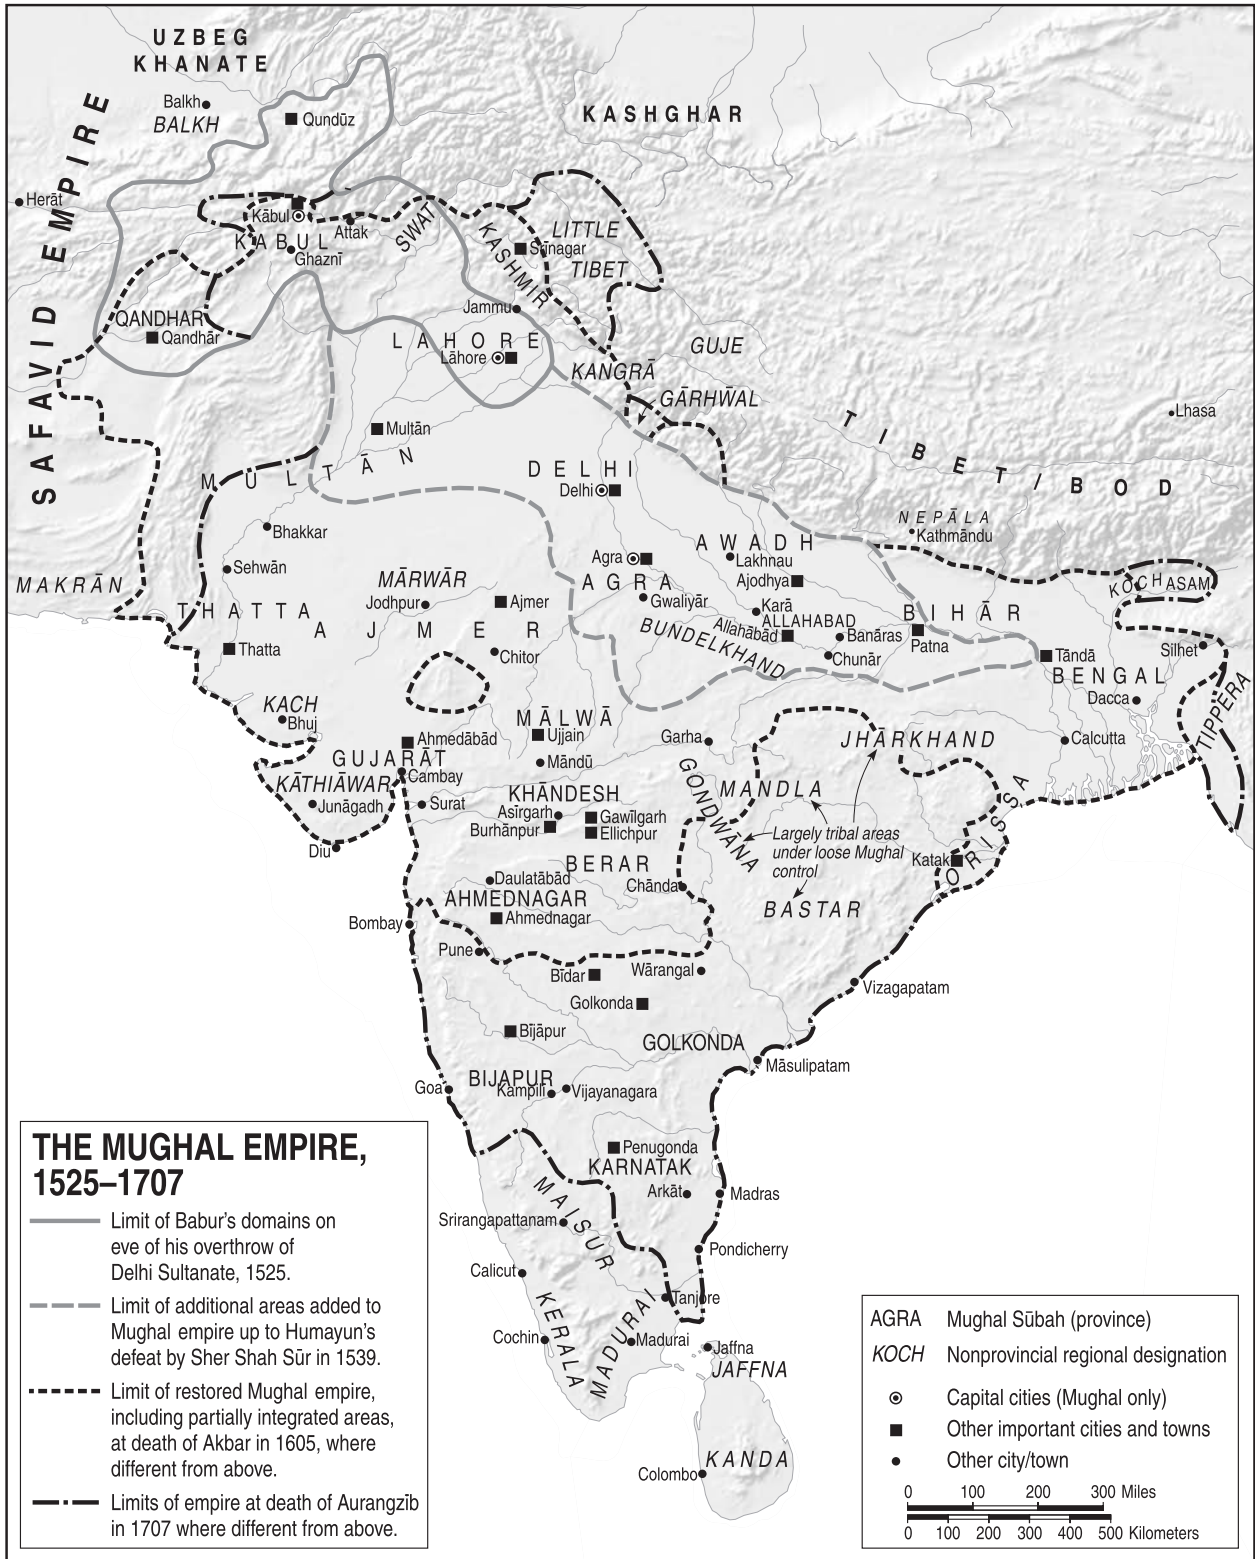 UZBEG
KHANATE
Balkh
BALKH
Qundūz
KASHGHAR
SAFAVID EMPIRE
Herāt
Kābul
KABUL
Attak
Ghaznī
SWAT
KASHMIR
Srīnagar
LITTLE
TIBET
QANDHAR
Qandhār
Jammu
LAHORE
Lāhore
KANGRĀ
GUJE
GĀRHWĀL
TIBET/BOD
Lhasa
Multān
MULTĀN
DELHI
Delhi
NEPĀLA
Kathmāndu
Bhakkar
Sehwān
MAKRĀN
THATTA
Thatta
MĀRWĀR
Jodhpur
Ajmer
AJMER
Chitor
Agra
AGRA
Gwaliyār
AWADH
Lakhnau
Ajodhya
Karā
ALLAHABAD
Allahābād
Banāras
Chunār
BUNDELKHAND
BIHĀR
Patna
KOCH
ASAM
Silhet
Tāndā
BENGAL
Dacca
TIPPERA
Calcutta
KACH
Bhuj
Ahmedābād
GUJARĀT
Cambay
KĀTHIĀWAR
Junāgadh
Diu
Surat
MĀLWĀ
Ujjain
Māndū
Garha
GONDWĀNA
MANDLA
JHĀRKHAND
KHĀNDESH
Asīrgarh
Burhānpur
Gawīlgarh
Ellichpur
BERAR
Largely tribal areas
under loose Mughal
control
BASTAR
ORISSA
Katak
Daulatābād
Chānda
AHMEDNAGAR
Ahmednagar
Bombay
Pune
Bīdar
Wārangal
Golkonda
Vizagapatam
Bījāpur
GOLKONDA
Māsulipatam
BIJAPUR
Goa
Kampili
Vijayanagara
Penugonda
KARNATAK
Arkāt
Madras
MAISUR
Srirangapattanam
Pondicherry
Calicut
KERALA
Tanjore
Cochin
MADURAI
Madurai
Jaffna
JAFFNA
KANDA
Colombo
THE MUGHAL EMPIRE,
1525–1707
Limit of Babur's domains on
eve of his overthrow of
Delhi Sultanate, 1525.
Limit of additional areas added to
Mughal empire up to Humayun's
defeat by Sher Shah Sūr in 1539.
Limit of restored Mughal empire,
including partially integrated areas,
at death of Akbar in 1605, where
different from above.
Limits of empire at death of Aurangzīb
in 1707 where different from above.
AGRA Mughal Sūbah (province)
KOCH Nonprovincial regional designation
Capital cities (Mughal only)
Other important cities and towns
Other city/town
0 100 200 300 Miles
0 100 200 300 400 500 Kilometers